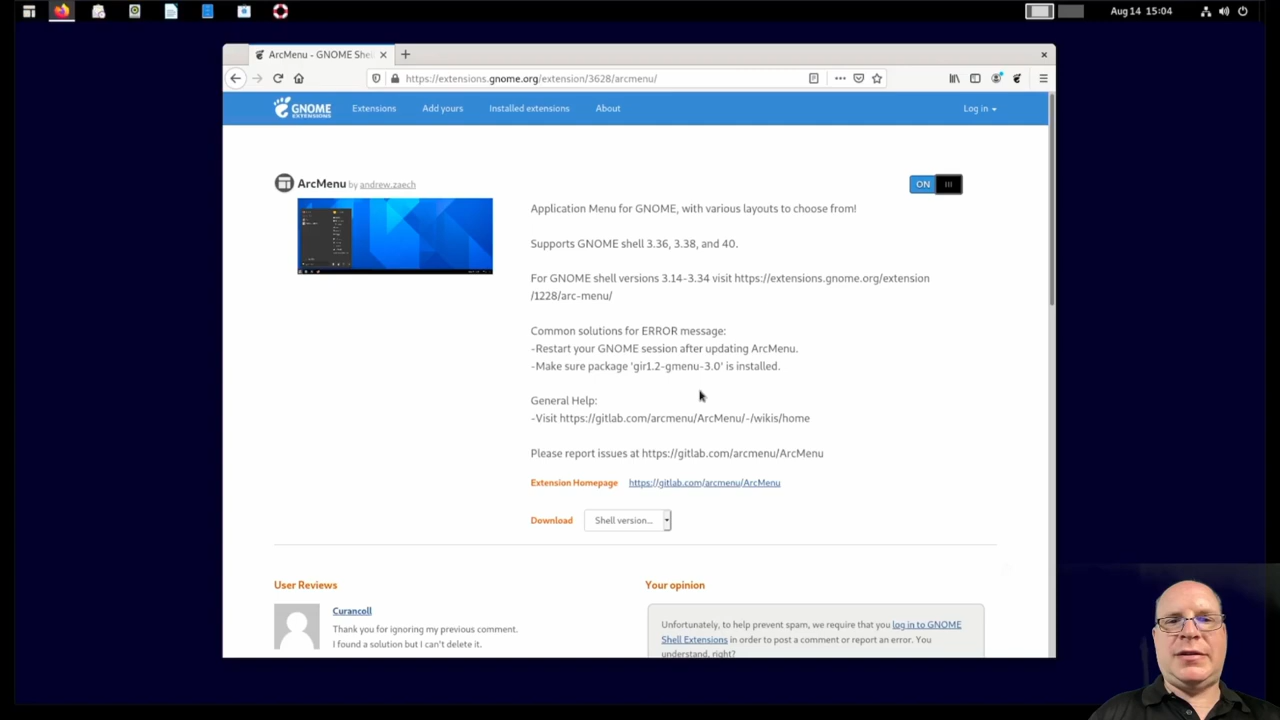 Aug 14 15:04
ArcMenu - GNOME She
https://extensions.gnome.org/extension/3628/arcmenu/
GNOME
EXTENSIONS
Extensions
Add yours
Installed extensions
About
Log in
ArcMenu by andrew.zaech
ON
Application Menu for GNOME, with various layouts to choose from!
Supports GNOME shell 3.36, 3.38, and 40.
For GNOME shell versions 3.14-3.34 visit https://extensions.gnome.org/extension
/1228/arc-menu/
Common solutions for ERROR message:
-Restart your GNOME session after updating ArcMenu.
-Make sure package 'gir1.2-gmenu-3.0' is installed.
General Help:
-Visit https://gitlab.com/arcmenu/ArcMenu/-/wikis/home
Please report issues at https://gitlab.com/arcmenu/ArcMenu
Extension Homepage https://gitlab.com/arcmenu/ArcMenu
Download Shell version...
User Reviews
Curancoll
Thank you for ignoring my previous comment.
I found a solution but I can't delete it.
Your opinion
Unfortunately, to help prevent spam, we require that you log in to GNOME
Shell Extensions in order to post a comment or report an error. You
understand, right?